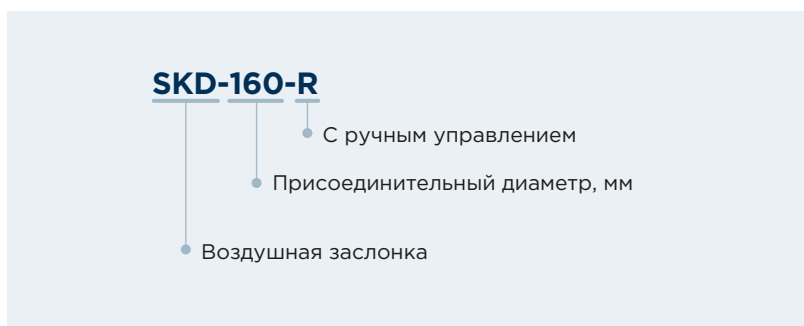 SKD-160-R
С ручным управлением
Присоединительный диаметр, мм
Воздушная заслонка